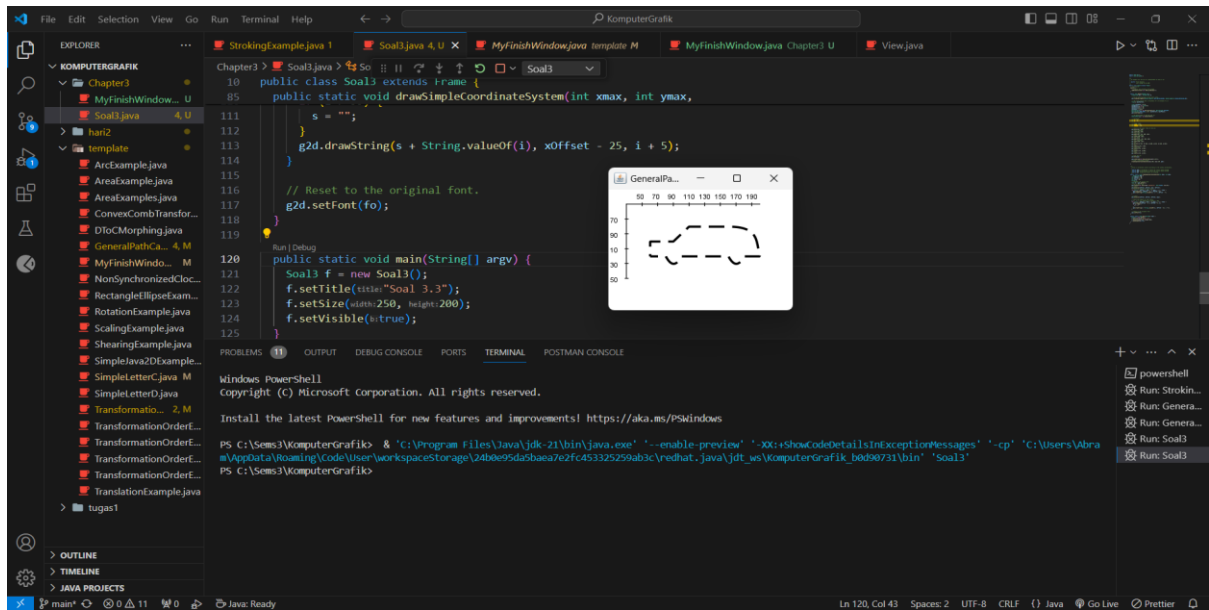 File Edit Selection View Go Run Terminal Help
KomputerGrafik
EXPLORER
StrokingExample.java 1
Soal3.java 4, U
MyFinishWindow.java template M
MyFinishWindow.java Chapter3 U
View.java
KOMPUTERGRAFIK
Chapter3
MyFinishWindow... U
Soal3.java 4, U
hari2
template
ArcExample.java
AreaExample.java
AreaExamples.java
ConvexCombTransfor...
DToCMorphing.java
GeneralPathCa... 4, M
MyFinishWindo... M
NonSynchronizedCloc...
RectangleEllipseExam...
RotationExample.java
ScalingExample.java
ShearingExample.java
SimpleJava2DExample...
SimpleLetterC.java M
SimpleLetterD.java
Transformatio... 2, M
TransformationOrderE...
TransformationOrderE...
TransformationOrderE...
TransformationOrderE...
TranslationExample.java
tugas1
OUTLINE
TIMELINE
JAVA PROJECTS
Chapter3 > Soal3.java > So
Soal3
10 public class Soal3 extends Frame {
85 public static void drawSimpleCoordinateSystem(int xmax, int ymax,
111 s = "";
112 }
113 g2d.drawString(s + String.valueOf(i), xOffset - 25, i + 5);
114 }
115
116 // Reset to the original font.
117 g2d.setFont(fo);
118 }
119
Run | Debug
120 public static void main(String[] argv) {
121 Soal3 f = new Soal3();
122 f.setTitle(title:"Soal 3.3");
123 f.setSize(width:250, height:200);
124 f.setVisible(b:true);
125 }
GeneralPa...
50 70 90 110 130 150 170 190
70
90
10
30
50
PROBLEMS 11 OUTPUT DEBUG CONSOLE PORTS TERMINAL POSTMAN CONSOLE
Windows PowerShell
Copyright (C) Microsoft Corporation. All rights reserved.
Install the latest PowerShell for new features and improvements! https://aka.ms/PSWindows
PS C:\Sems3\KomputerGrafik> & 'C:\Program Files\Java\jdk-21\bin\java.exe' '--enable-preview' '-XX:+ShowCodeDetailsInExceptionMessages' '-cp' 'C:\Users\Abra
m\AppData\Roaming\Code\User\workspaceStorage\24b0e95da5baea7e2fc453325259ab3c\redhat.java\jdt_ws\KomputerGrafik_b0d90731\bin' 'Soal3'
PS C:\Sems3\KomputerGrafik>
powershell
Run: Strokin...
Run: Genera...
Run: Genera...
Run: Soal3
Run: Soal3
main* 0 11 0 Java: Ready
Ln 120, Col 43 Spaces: 2 UTF-8 CRLF {} Java Go Live Prettier